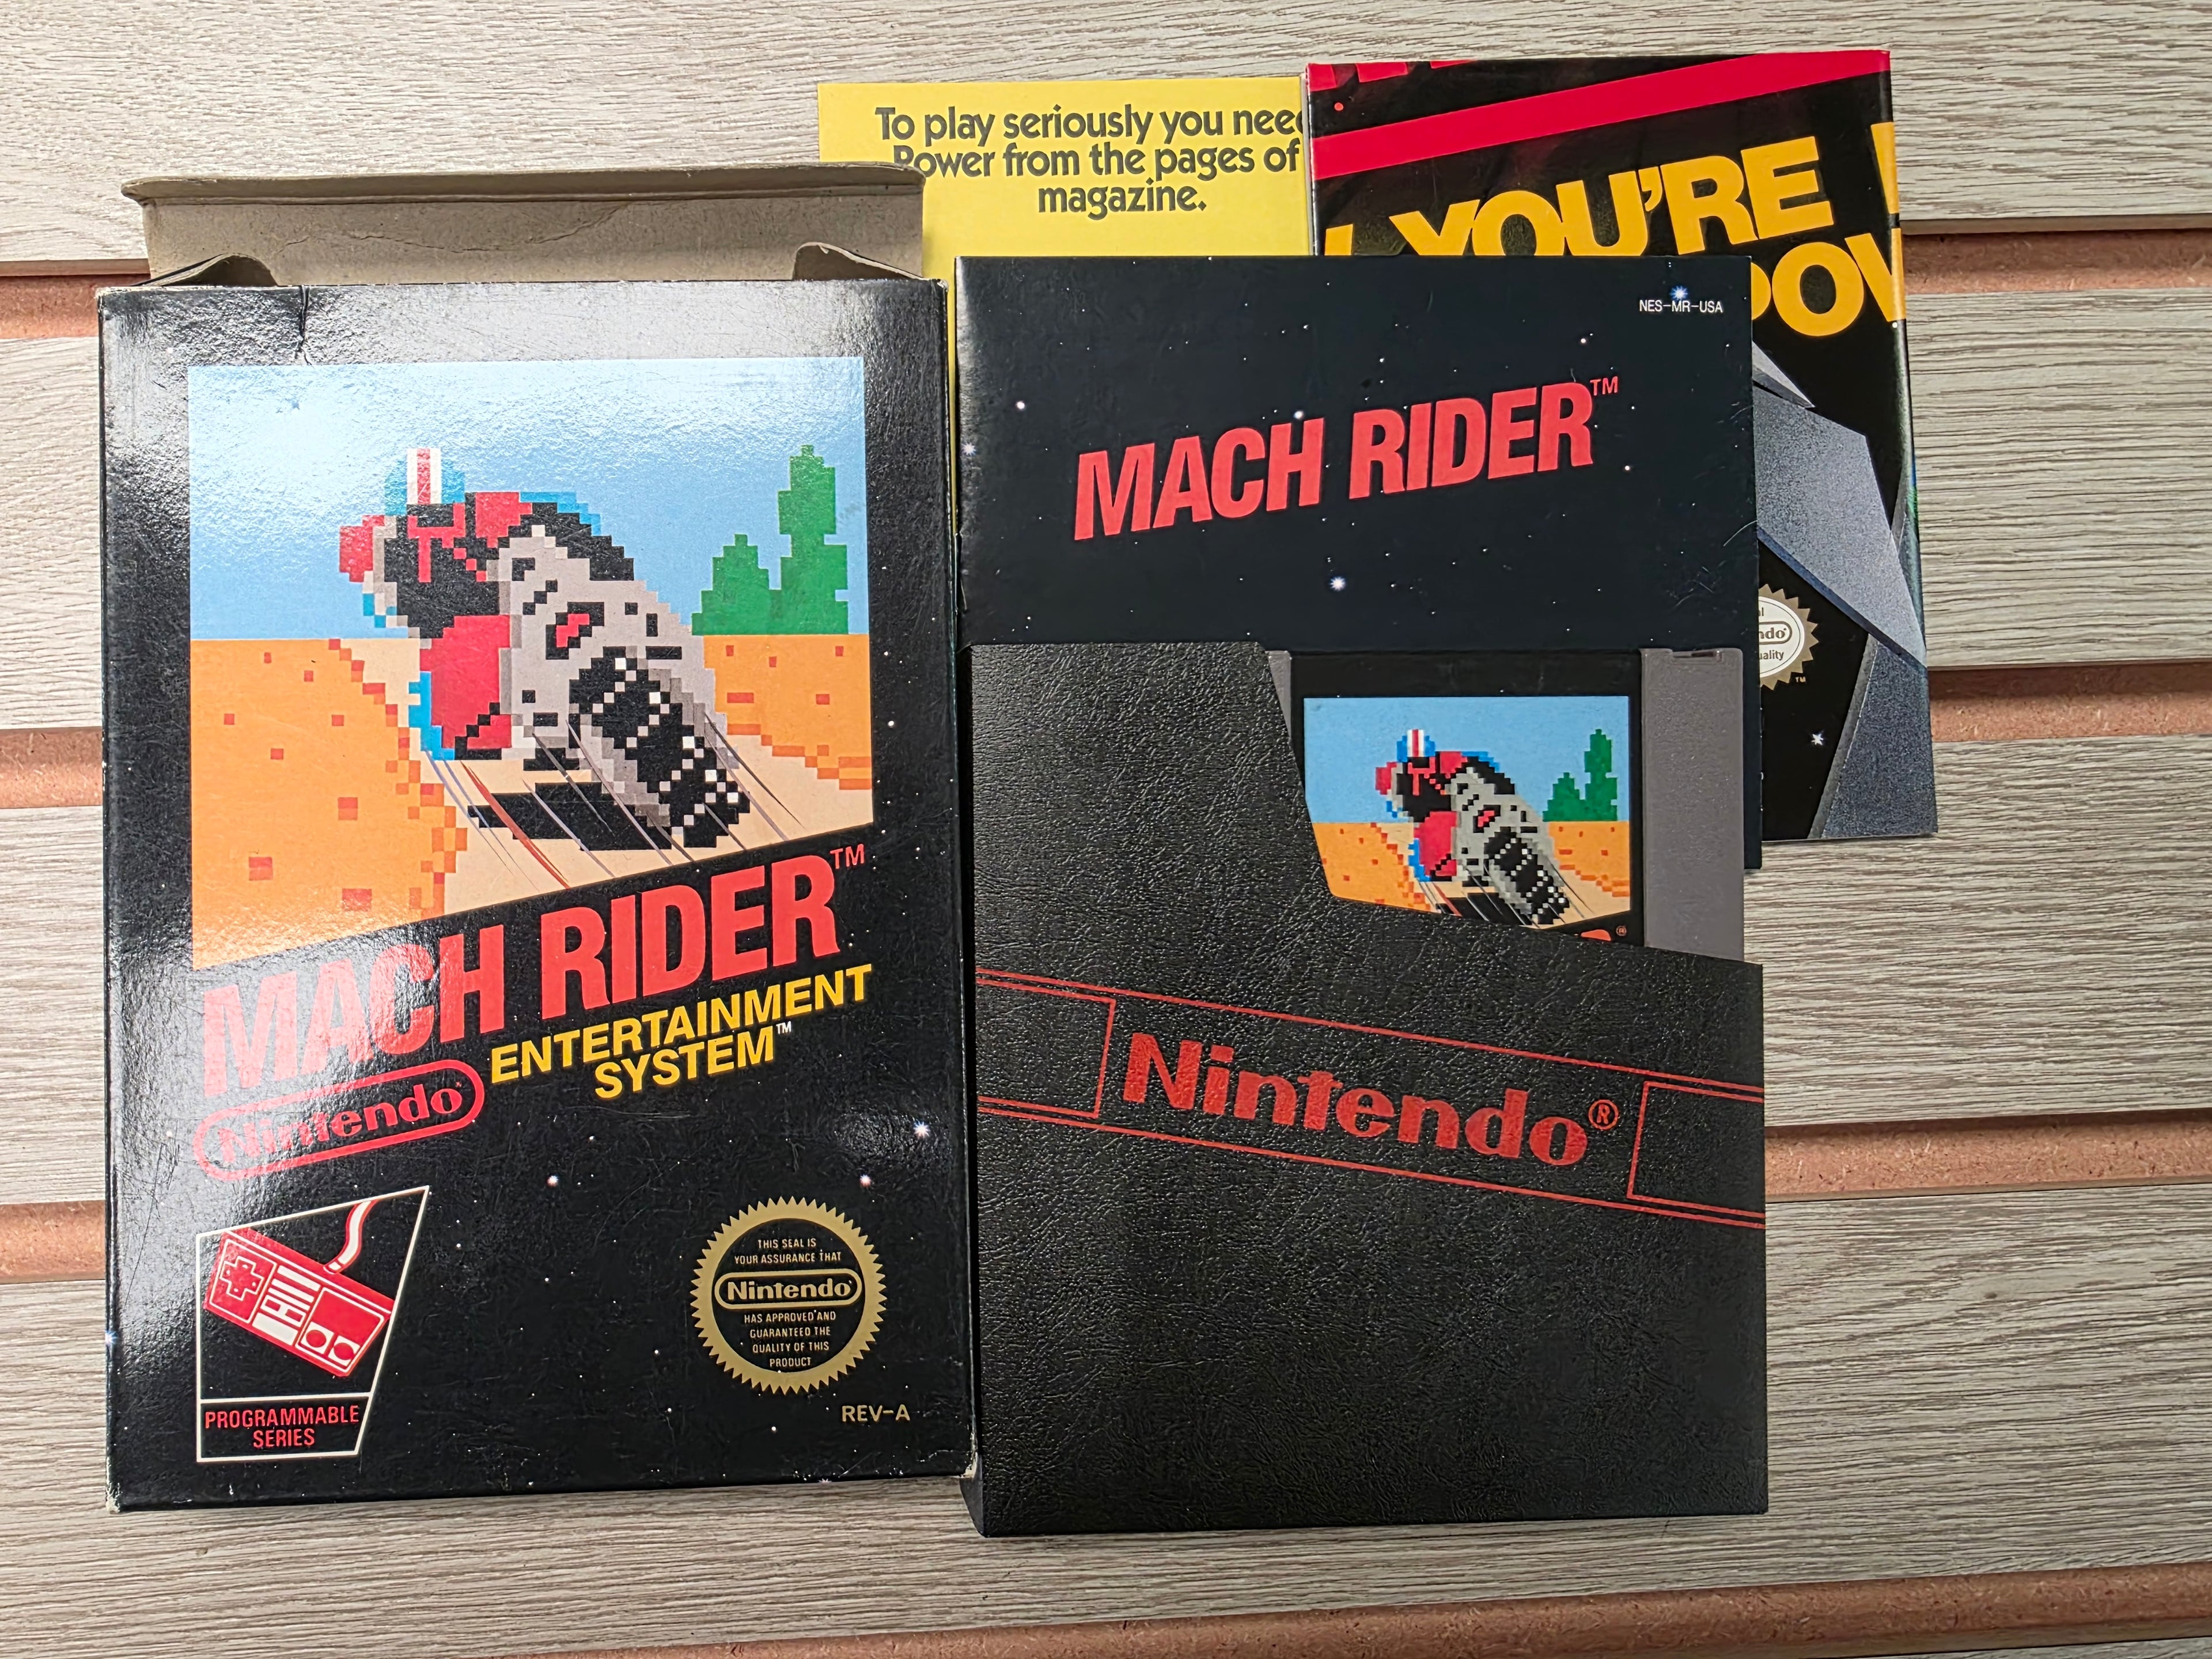 To play seriously you need
Power from the pages of
magazine.
YOU'RE
NES-MR-USA
MACH RIDER™
MACH RIDER™
ENTERTAINMENT
SYSTEM™
Nintendo
PROGRAMMABLE
SERIES
THIS SEAL IS
YOUR ASSURANCE THAT
Nintendo
HAS APPROVED AND
GUARANTEED THE
QUALITY OF THIS
PRODUCT
REV-A
Nintendo®